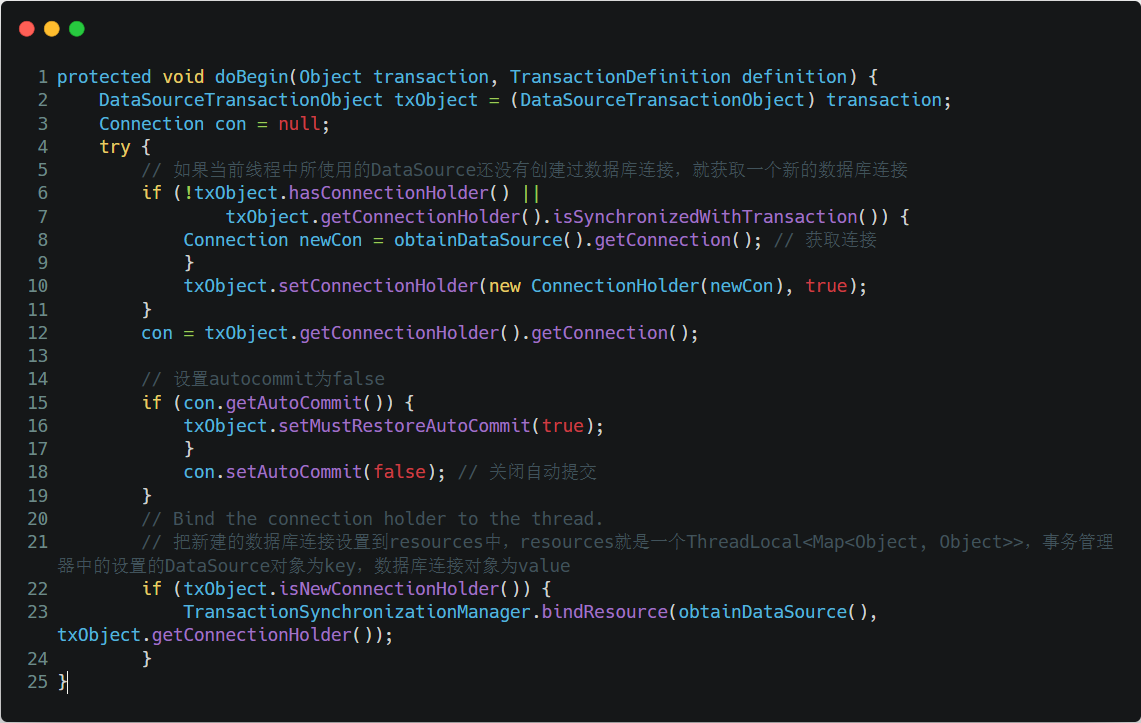 1 protected void doBegin(Object transaction, TransactionDefinition definition) {
2     DataSourceTransactionObject txObject = (DataSourceTransactionObject) transaction;
3     Connection con = null;
4     try {
5         // 如果当前线程中所使用的DataSource还没有创建过数据库连接，就获取一个新的数据库连接
6         if (!txObject.hasConnectionHolder() ||
7                 txObject.getConnectionHolder().isSynchronizedWithTransaction()) {
8             Connection newCon = obtainDataSource().getConnection(); // 获取连接
9             }
10             txObject.setConnectionHolder(new ConnectionHolder(newCon), true);
11         }
12         con = txObject.getConnectionHolder().getConnection();
13
14         // 设置autocommit为false
15         if (con.getAutoCommit()) {
16             txObject.setMustRestoreAutoCommit(true);
17             }
18             con.setAutoCommit(false); // 关闭自动提交
19         }
20         // Bind the connection holder to the thread.
21         // 把新建的数据库连接设置到resources中，resources就是一个ThreadLocal<Map<Object, Object>>，事务管理
器中的设置的DataSource对象为key，数据库连接对象为value
22         if (txObject.isNewConnectionHolder()) {
23             TransactionSynchronizationManager.bindResource(obtainDataSource(),
txObject.getConnectionHolder());
24         }
25 }